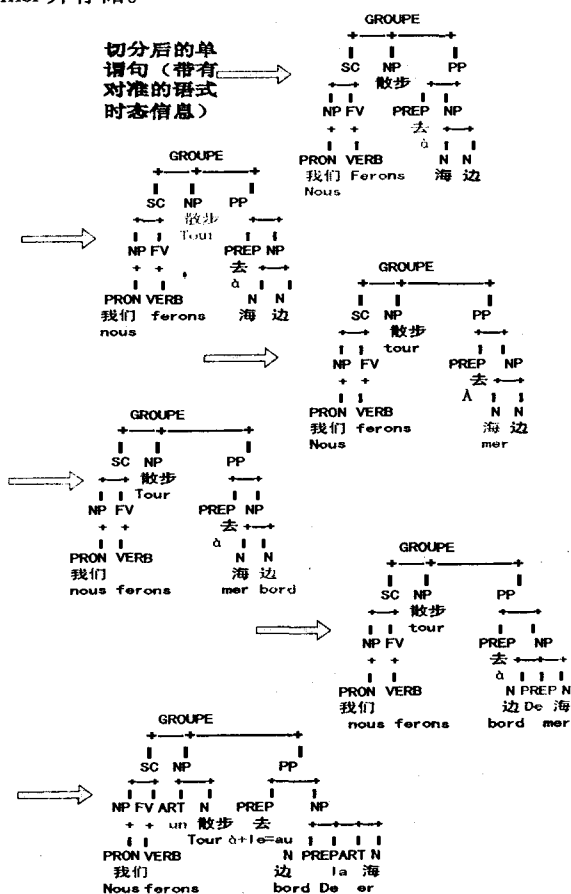 切分后的单
谓句（带有
对准的语式
时态信息）
GROUPE
SC NP PP
散步
NP FV PREP NP
去
à
PRON VERB N N
我们 Ferons 海 边
Nous
GROUPE
SC NP PP
散步
Tour
NP FV PREP NP
去
à
PRON VERB N N
我们 ferons 海 边
nous
GROUPE
SC NP PP
散步
tour
NP FV PREP NP
去
À
PRON VERB N N
我们 ferons 海 边
Nous mer
GROUPE
SC NP PP
散步
Tour
NP FV PREP NP
去
à
PRON VERB N N
我们 海 边
nous ferons mer bord
GROUPE
SC NP PP
散步
tour
NP FV PREP NP
去
à
PRON VERB N PREP N
我们 边 De 海
nous ferons bord mer
GROUPE
SC NP PP
NP FV ART N PREP NP
un 散步 去
Tour à+le=au
PRON VERB N PREPART N
我们 边 la 海
Nous ferons bord De er